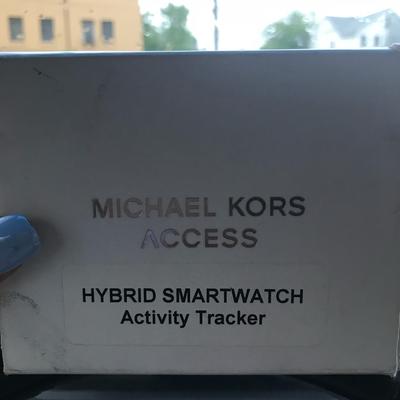 MICHAEL KORS
ACCESS
HYBRID SMARTWATCH
Activity Tracker